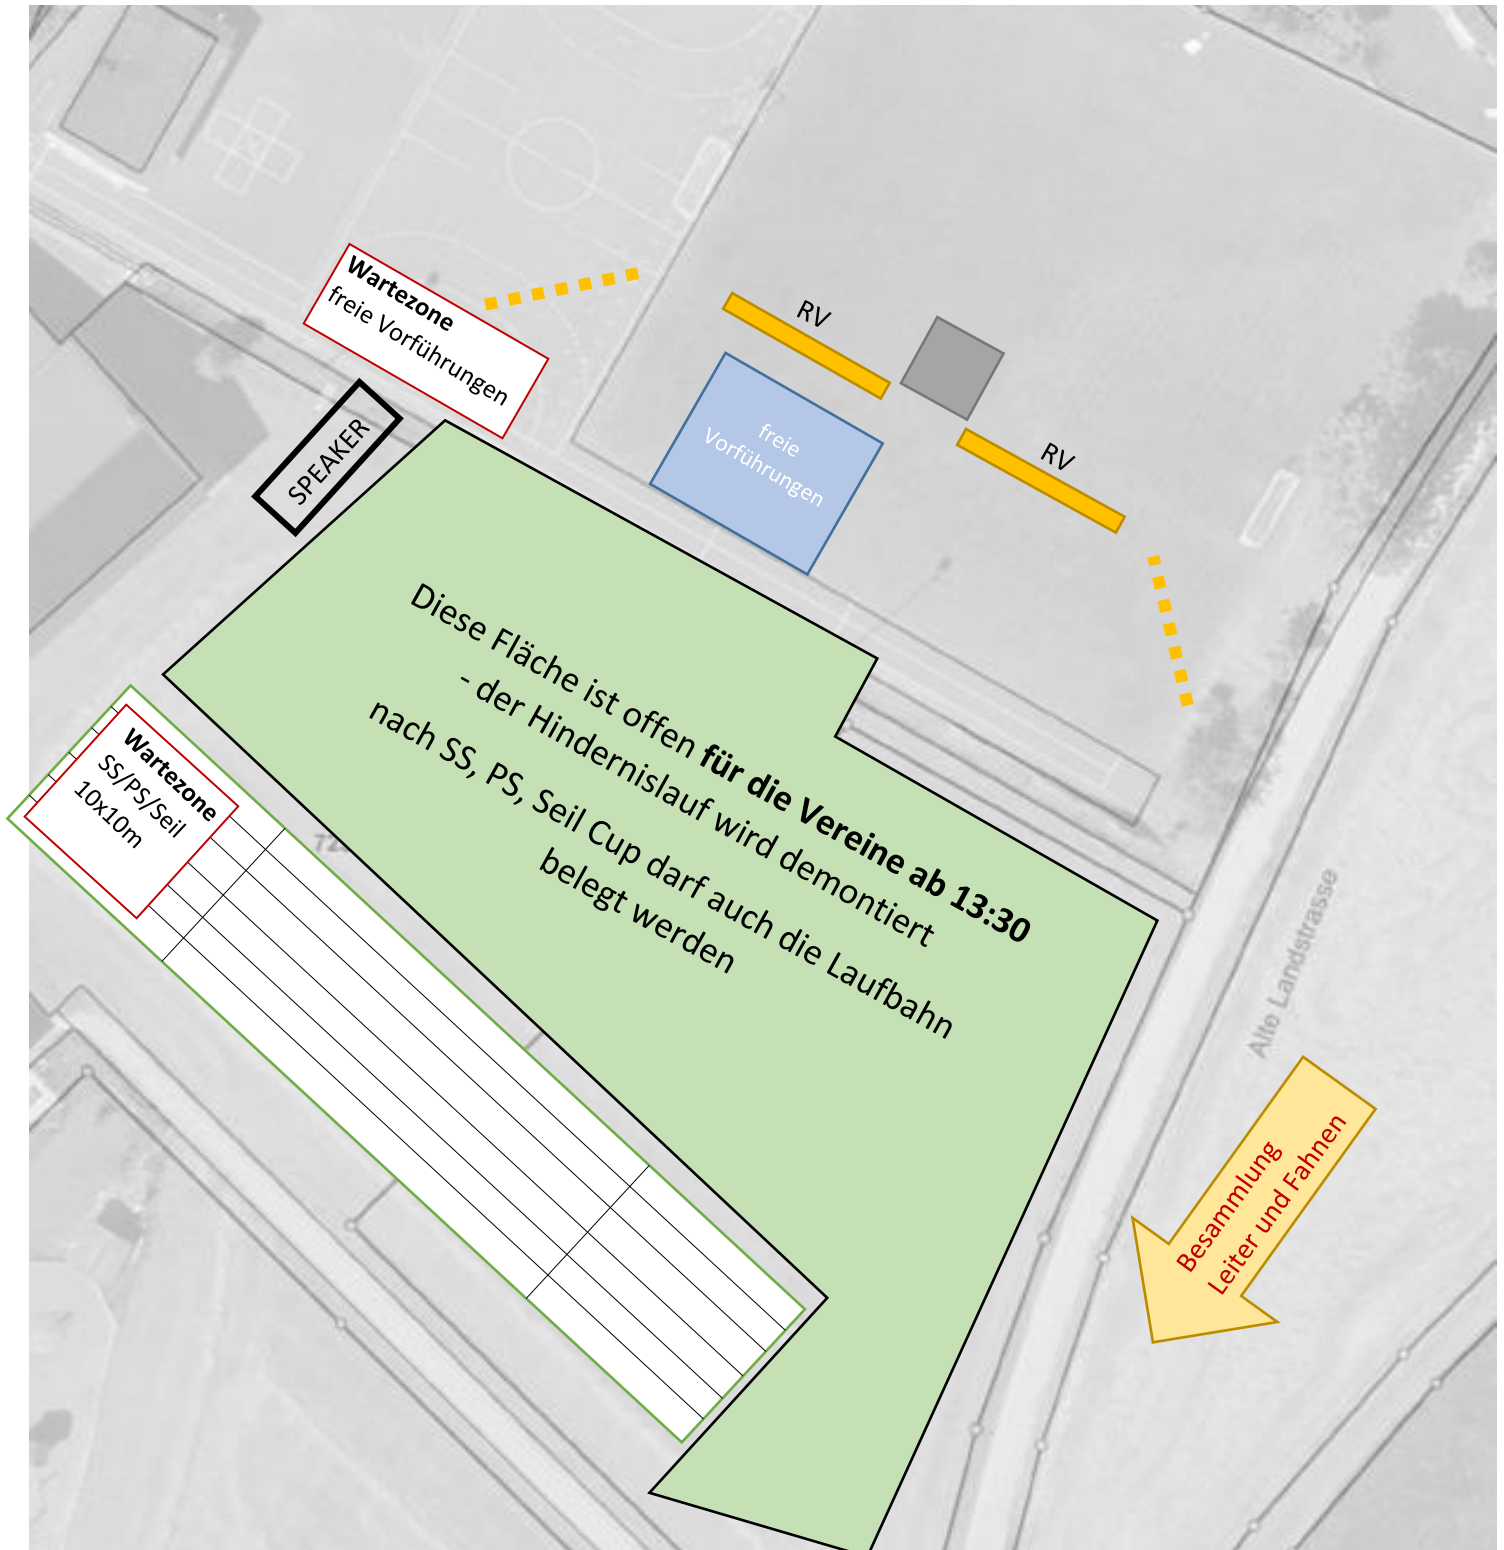 Wartezone
freie Vorführungen
RV
RV
SPEAKER
freie
Vorführungen
Diese Fläche ist offen für die Vereine ab 13:30
- der Hindernislauf wird demontiert
nach SS, PS, Seil Cup darf auch die Laufbahn
belegt werden
Wartezone
SS/PS/Seil
10x10m
Alte Landstrasse
Besammlung
Leiter und Fahnen